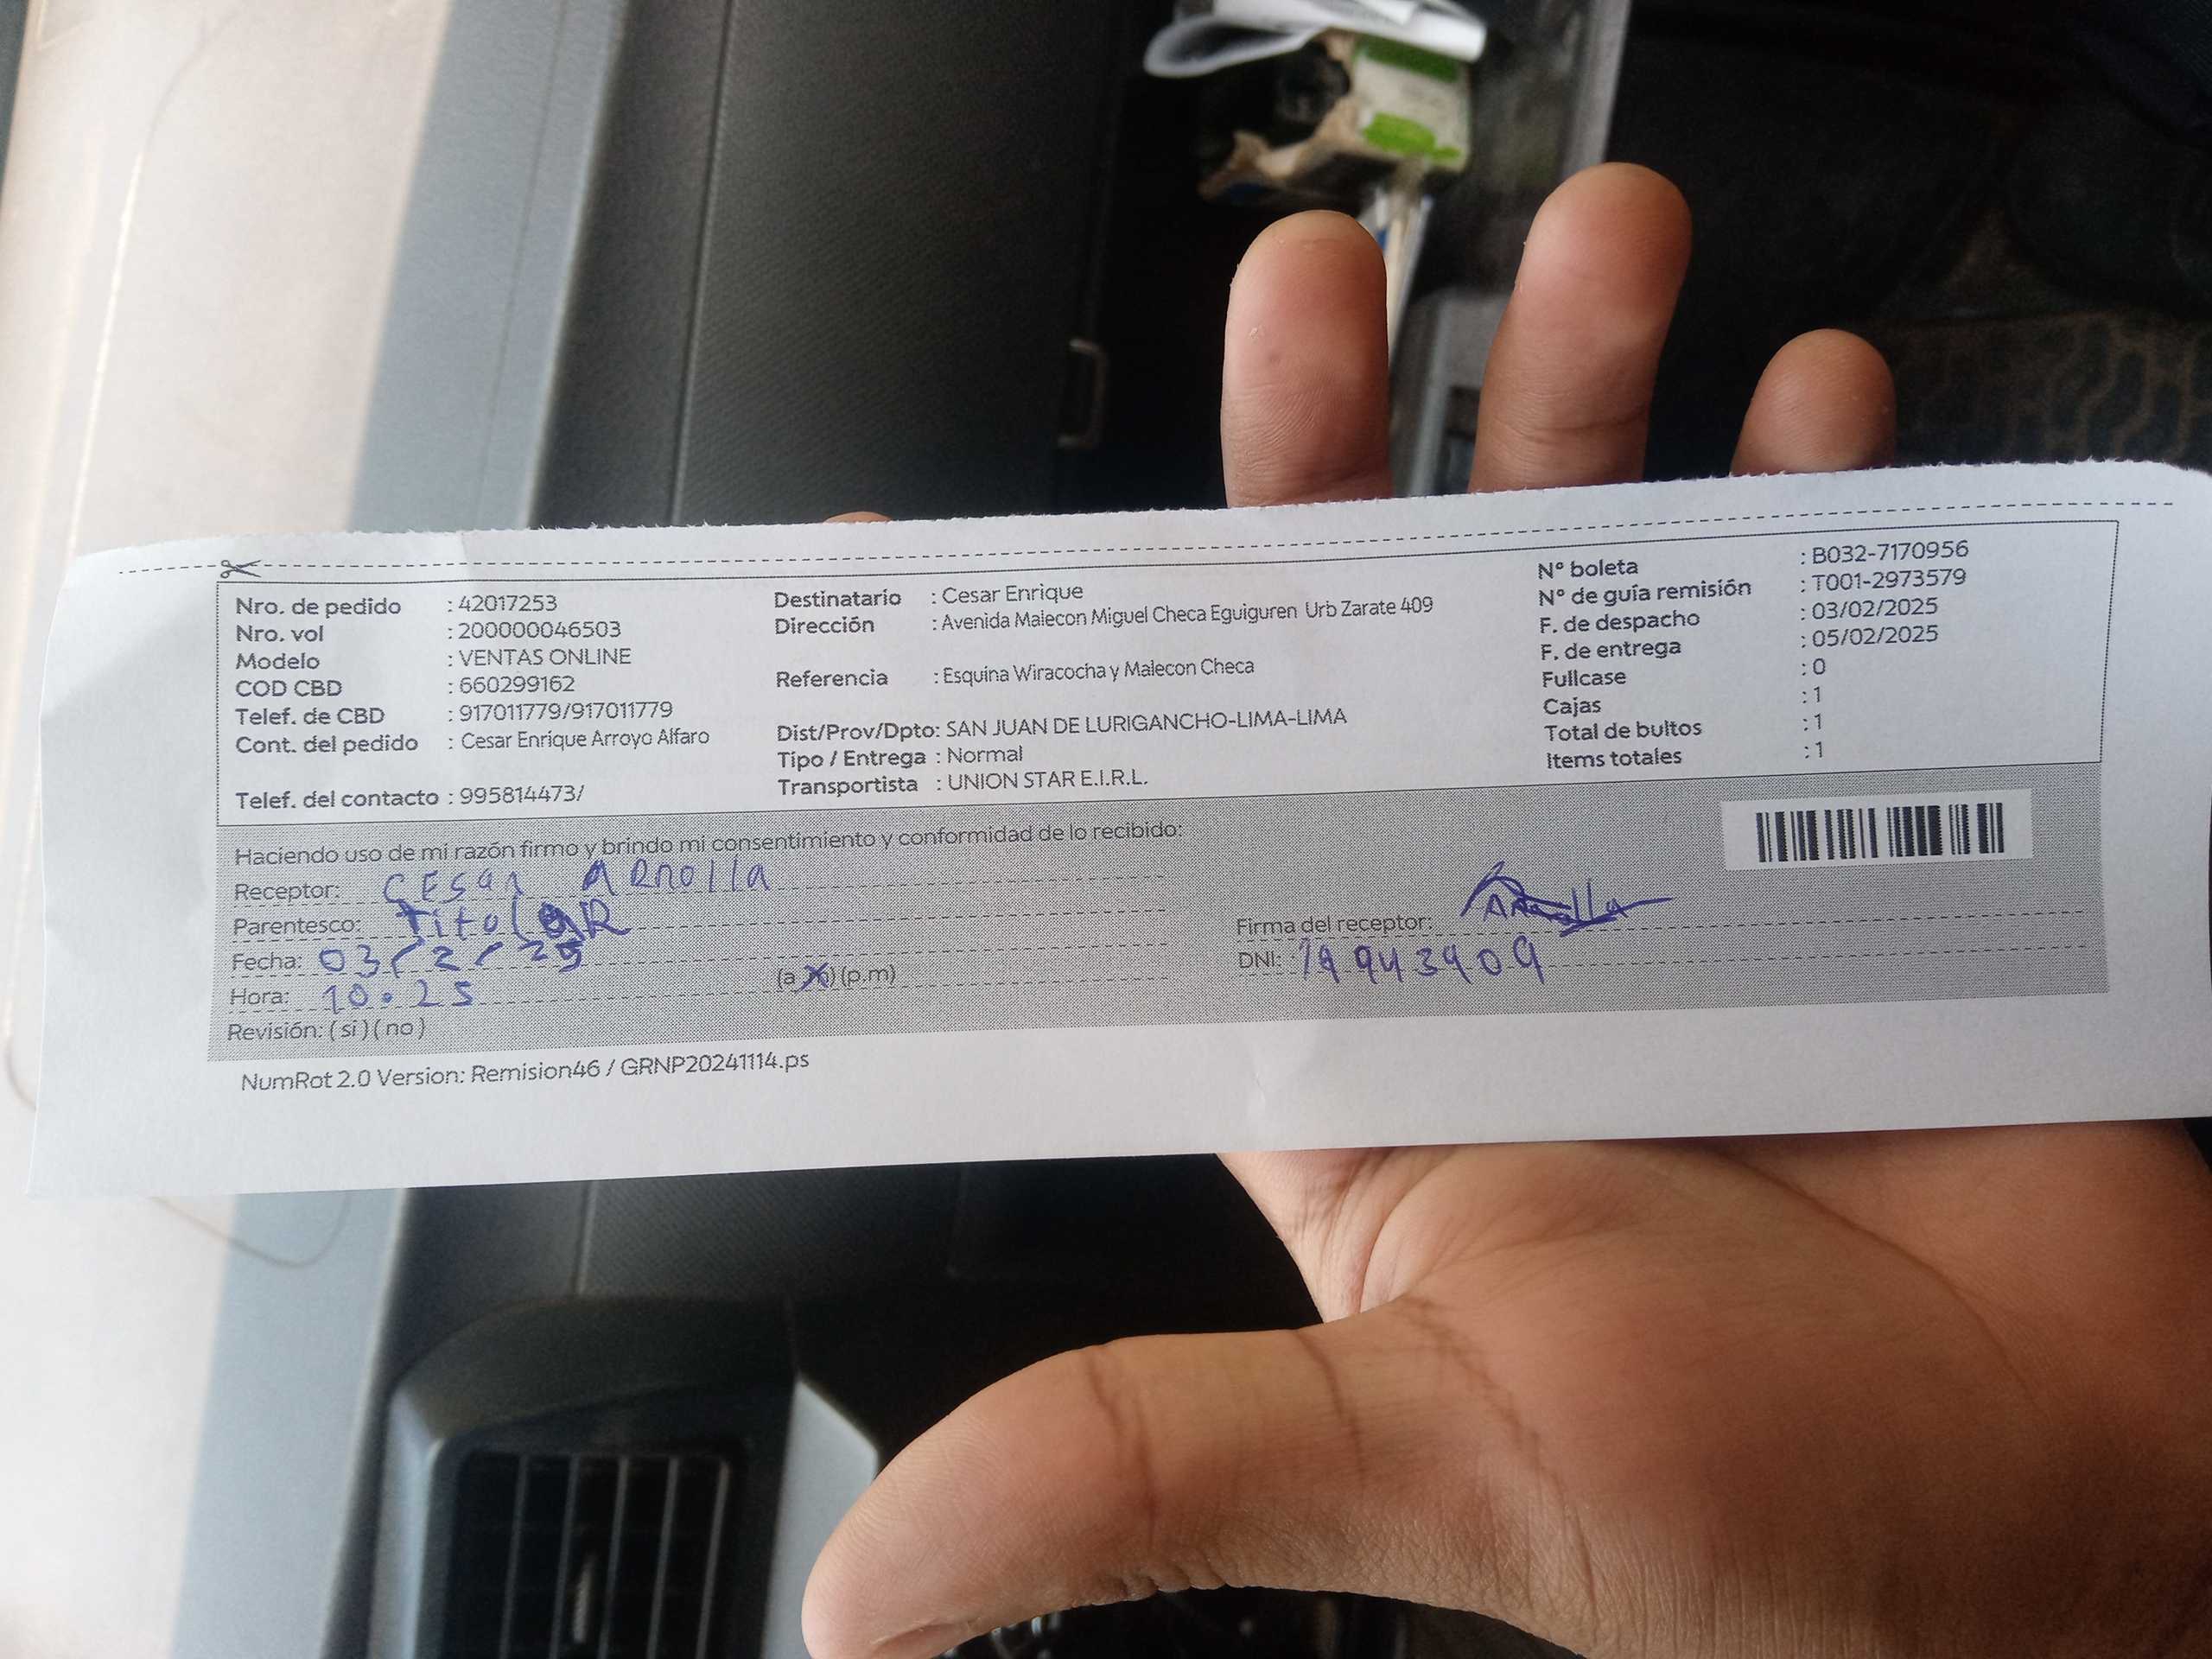 Nro. de pedido : 42017253
Nro. vol : 200000046503
Modelo : VENTAS ONLINE
COD CBD : 660299162
Telef. de CBD : 917011779/917011779
Cont. del pedido : Cesar Enrique Arroyo Alfaro
Telef. del contacto : 995814473/
Destinatario : Cesar Enrique
Dirección : Avenida Malecon Miguel Checa Eguiguren Urb Zarate 409
Referencia : Esquina Wiracocha y Malecon Checa
Dist/Prov/Dpto: SAN JUAN DE LURIGANCHO-LIMA-LIMA
Tipo / Entrega : Normal
Transportista : UNION STAR E.I.R.L.
N° boleta : B032-7170956
N° de guía remisión : T001-2973579
F. de despacho : 03/02/2025
F. de entrega : 05/02/2025
Fullcase : 0
Cajas : 1
Total de bultos : 1
Items totales : 1
Haciendo uso de mi razón firmo y brindo mi consentimiento y conformidad de lo recibido:
Receptor: CESAR
Parentesco: TitolaR
Fecha: 03/2/25
Hora: 10.25 (a.m) (p.m)
Revisión: ( si ) ( no )
Firma del receptor:
DNI:
NumRot 2.0 Version: Remision46 / GRNP20241114.ps